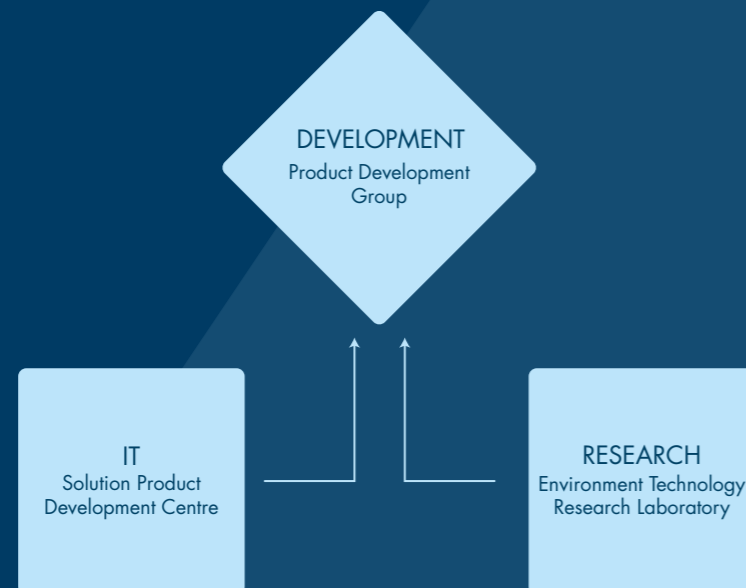 DEVELOPMENT
Product Development
Group
IT
Solution Product
Development Centre
RESEARCH
Environment Technology
Research Laboratory